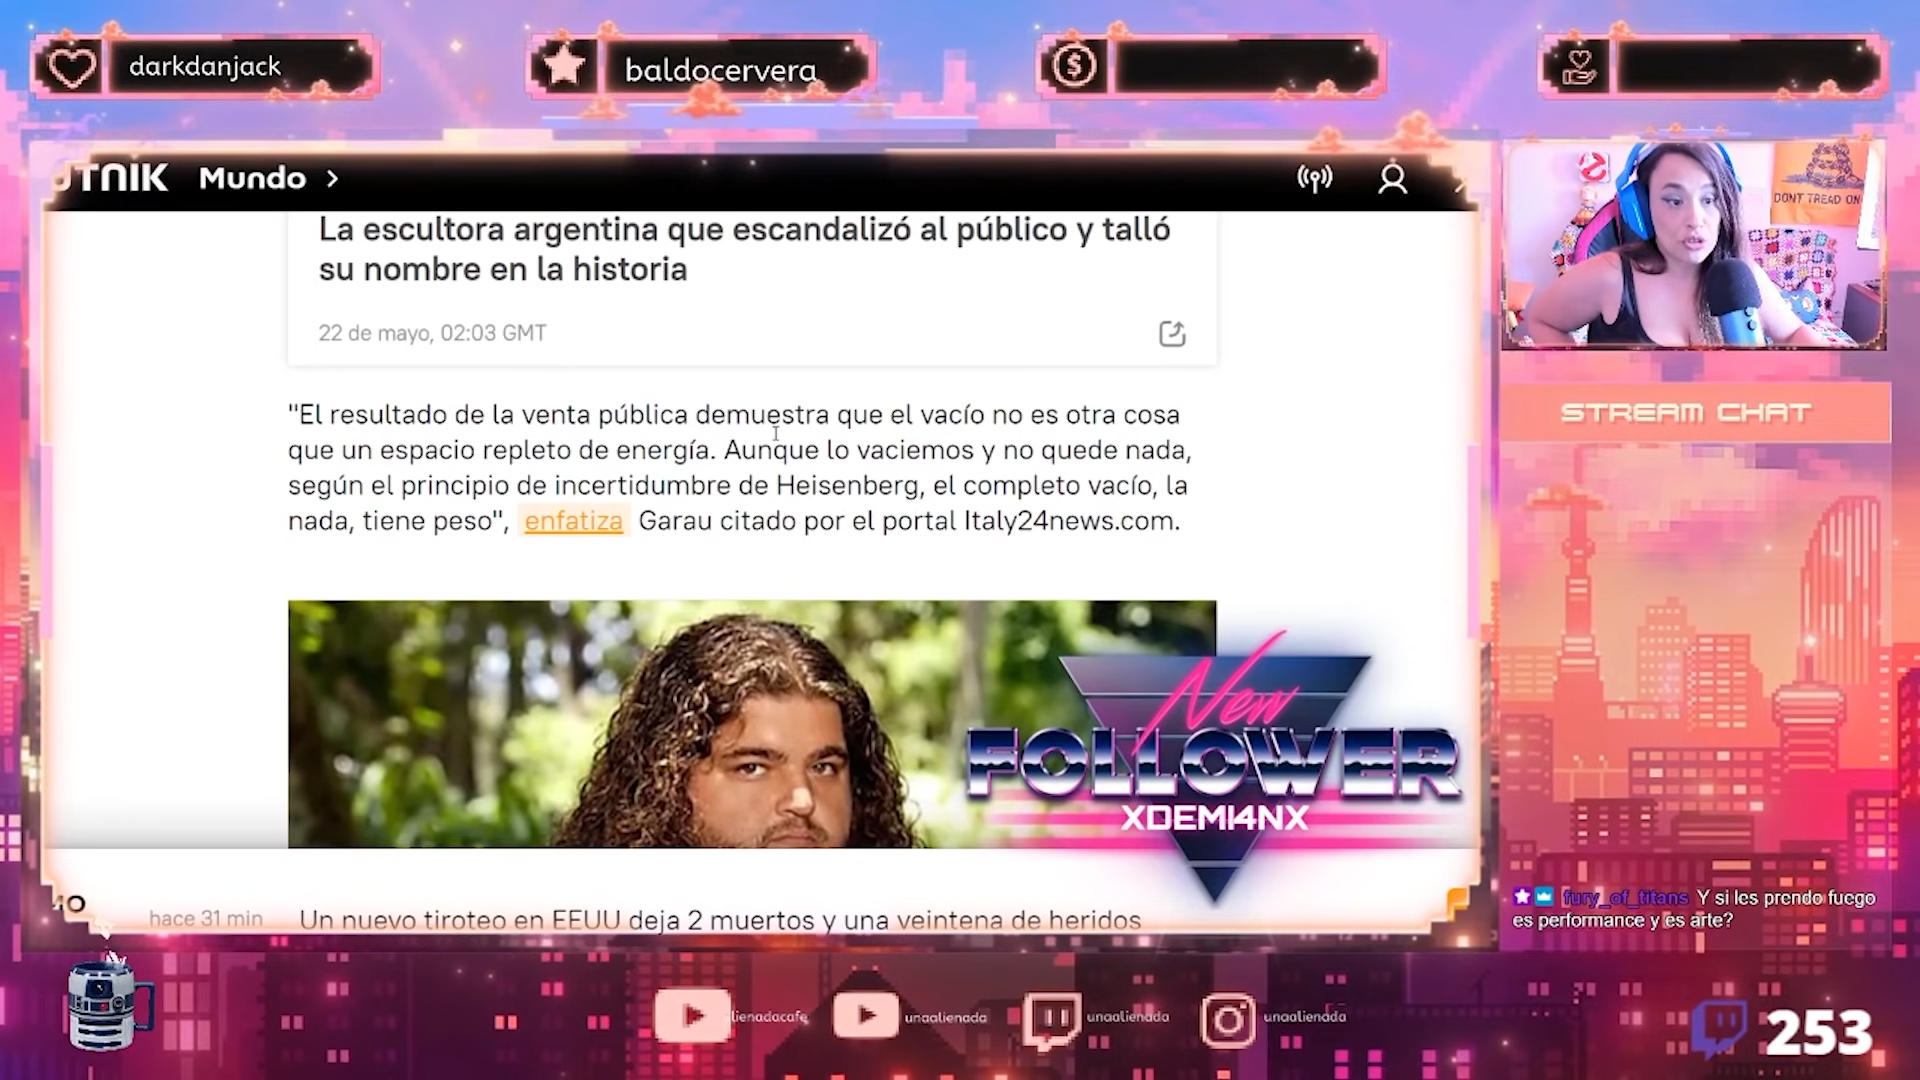 darkdanjack
baldocervera
UTNIK Mundo
La escultora argentina que escandalizó al público y talló
su nombre en la historia
22 de mayo, 02:03 GMT
"El resultado de la venta pública demuestra que el vacío no es otra cosa
que un espacio repleto de energía. Aunque lo vaciemos y no quede nada,
según el principio de incertidumbre de Heisenberg, el completo vacío, la
nada, tiene peso", enfatiza Garau citado por el portal Italy24news.com.
New
FOLLOWER
XDEMI4NX
hace 31 min Un nuevo tiroteo en EEUU deja 2 muertos y una veintena de heridos
DONT TREAD ON
STREAM CHAT
fury_of_titans Y si les prendo fuego
es performance y es arte?
lienadacafe
unaalienada
unaalienada
unaalienada
253